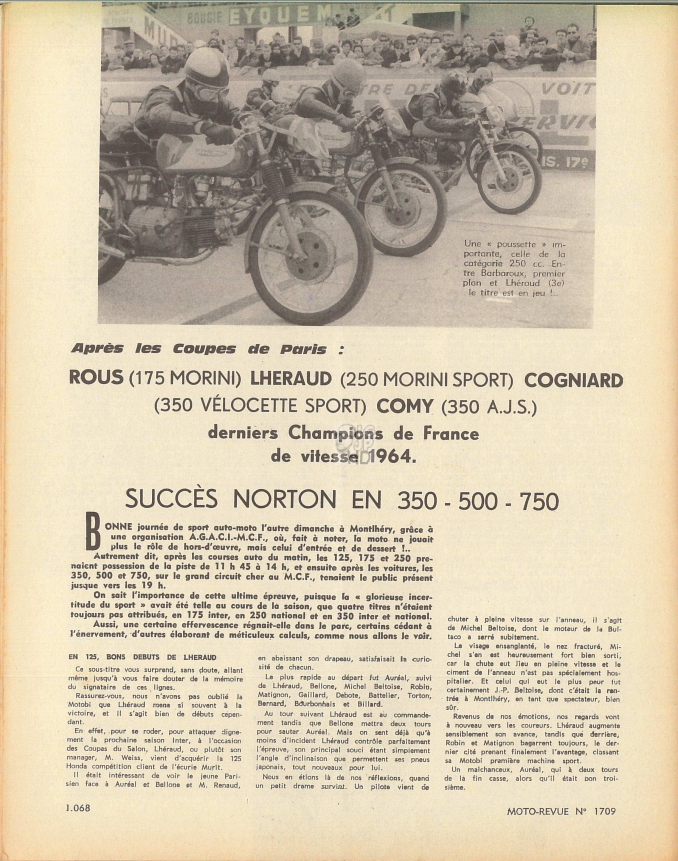 BOUGIE EYQUEM
VOIT
SERVIC
IS. 17e
Une « poussette » im-
portante, celle de la
catégorie 250 cc. En-
tre Barbaroux, premier
plan et Lhéraud (3e)
le titre est en jeu !..
Après les Coupes de Paris :
ROUS (175 MORINI) LHERAUD (250 MORINI SPORT) COGNIARD
(350 VÉLOCETTE SPORT) COMY (350 A.J.S.)
derniers Champions de France
de vitesse 1964.
SUCCÈS NORTON EN 350 - 500 - 750
BONNE journée de sport auto-moto l'autre dimanche à Montlhéry, grâce à
une organisation A.G.A.C.I.-M.C.F., où, fait à noter, la moto ne jouait
plus le rôle de hors-d'œuvre, mais celui d'entrée et de dessert !..
Autrement dit, après les courses auto du matin, les 125, 175 et 250 pre-
naient possession de la piste de 11 h 45 à 14 h, et ensuite après les voitures, les
350, 500 et 750, sur le grand circuit cher au M.C.F., tenaient le public présent
jusque vers les 19 h.
On sait l'importance de cette ultime épreuve, puisque la « glorieuse incer-
titude du sport » avait été telle au cours de la saison, que quatre titres n'étaient
toujours pas attribués, en 175 inter, en 250 national et en 350 inter et national.
Aussi, une certaine effervescence régnait-elle dans le parc, certains cédant à
l'énervement, d'autres élaborant de méticuleux calculs, comme nous allons le voir.
EN 125, BONS DEBUTS DE LHERAUD
Ce sous-titre vous surprend, sans doute, allant
même jusqu'à vous faire douter de la mémoire
du signataire de ces lignes.
Rassurez-vous, nous n'avons pas oublié la
Motobi que Lhéraud mena si souvent à la
victoire, et il s'agit bien de débuts cepen-
dant.
En effet, pour se roder, pour attaquer digne-
ment la prochaine saison Inter, à l'occasion
des Coupes du Salon, Lhéraud, ou plutôt son
manager, M. Weiss, vient d'acquérir la 125
Honda compétition client de l'écurie Murit.
Il était intéressant de voir le jeune Pari-
sien face à Auréal et Bellone et M. Renaud,
en abaissant son drapeau, satisfaisait la curio-
sité de chacun.
La plus rapide au départ fut Auréal, suivi
de Lhéraud, Bellone, Michel Beltoise, Robin,
Matignon, Gaillard, Debote, Battelier, Torton,
Bernard, Bourbonhais et Billard.
Au tour suivant Lhéraud est au commande-
ment tandis que Bellone mettra deux tours
pour sauter Auréal. Mais on sent déjà qu'à
moins d'incident Lhéraud contrôle parfaitement
l'épreuve, son principal souci étant simplement
l'angle d'inclinaison que permettent ses pneus
japonais, tout nouveaux pour lui.
Nous en étions là de nos réflexions, quand
un petit drame survint. Un pilote vient de
chuter à pleine vitesse sur l'anneau, il s'agit
de Michel Beltoise, dont le moteur de la Bul-
taco a serré subitement.
La visage ensanglanté, le nez fracturé, Mi-
chel s'en est heureusement fort bien sorti,
car la chute eut lieu en pleine vitesse et le
ciment de l'anneau n'est pas spécialement hos-
pitalier. Et celui qui eut le plus peur fut
certainement J.-P. Beltoise, dont c'était la ren-
trée à Montlhéry, en tant que spectateur, bien
sûr.
Revenus de nos émotions, nos regards vont
à nouveau vers les coureurs. Lhéraud augmente
sensiblement son avance, tandis que derrière,
Robin et Matignon bagarrent toujours, le der-
nier cité prenant finalement l'avantage, classant
sa Motobi première machine sport.
Un malchanceux, Auréal, qui à deux tours
de la fin casse, alors qu'il était bon troi-
sième.
1.068
MOTO-REVUE N° 1709